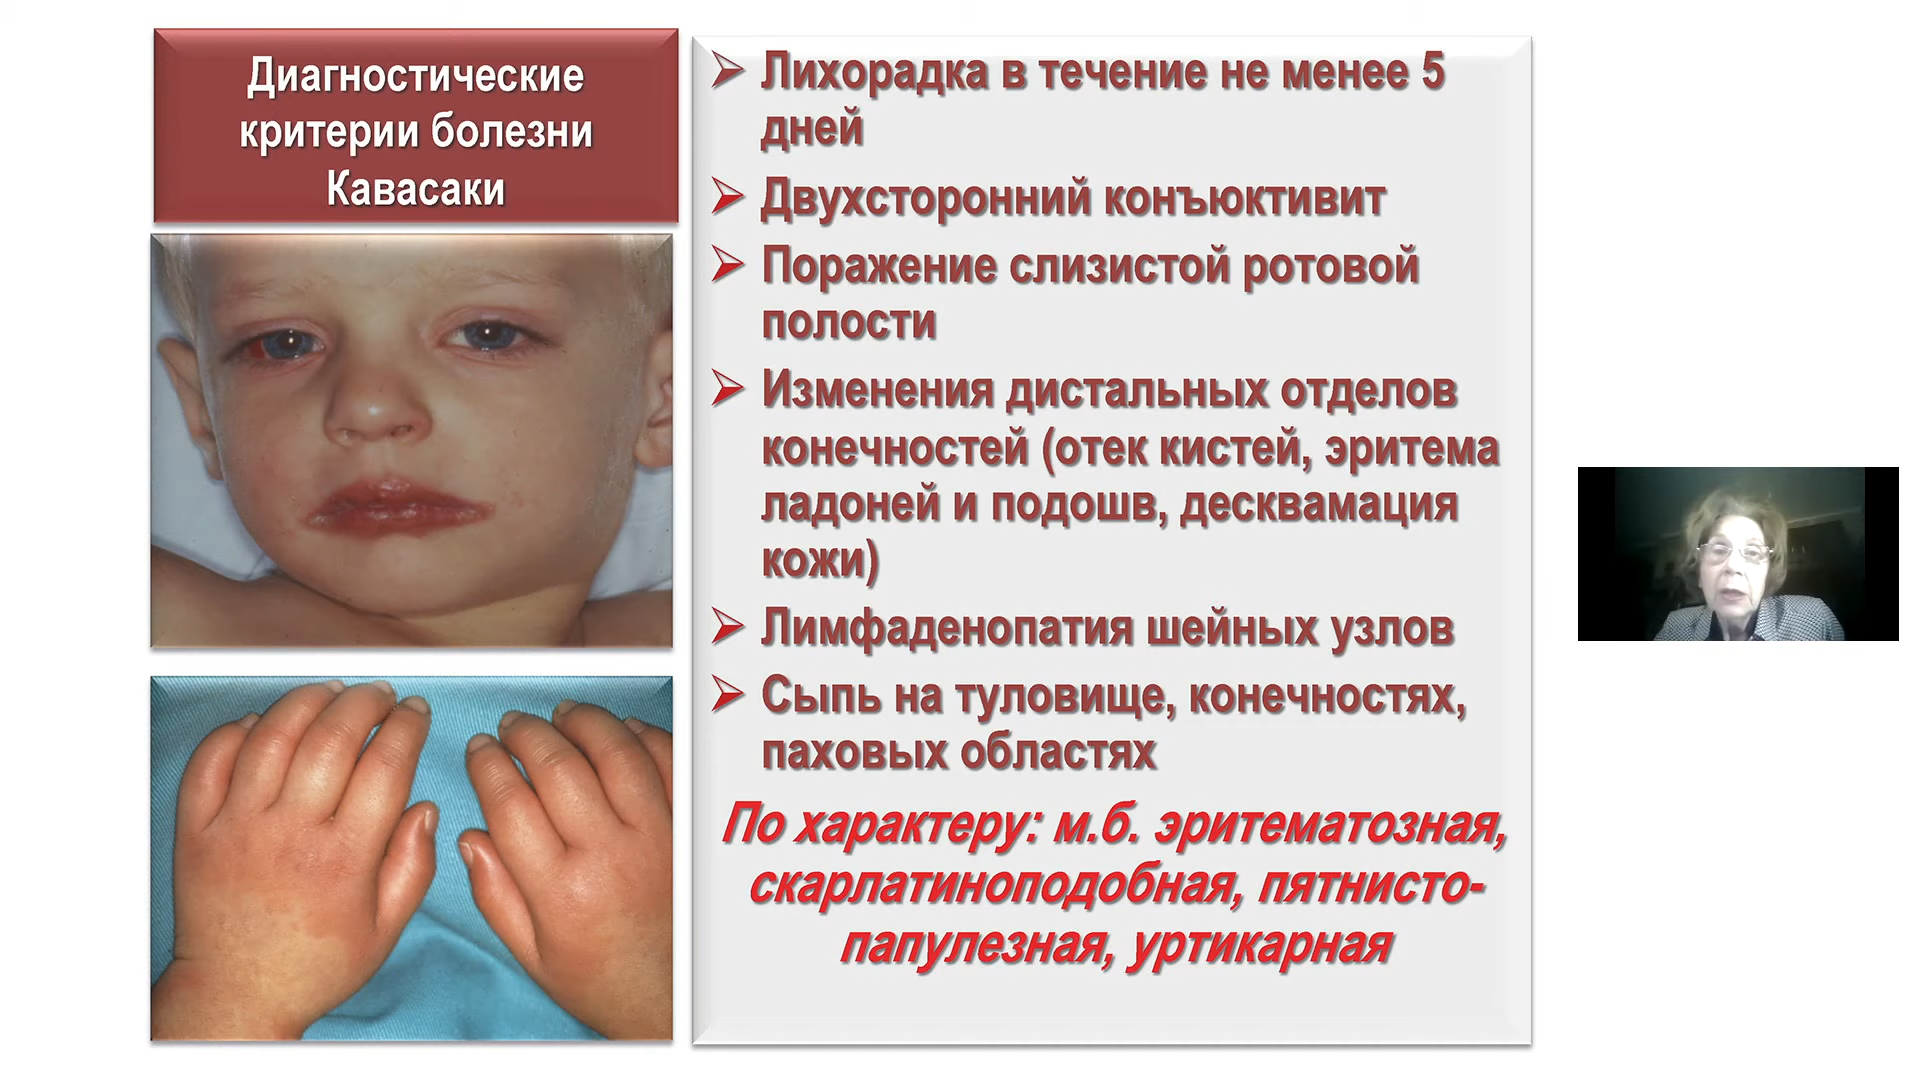 Диагностические
критерии болезни
Кавасаки
Лихорадка в течение не менее 5
дней
Двухсторонний конъюктивит
Поражение слизистой ротовой
полости
Изменения дистальных отделов
конечностей (отек кистей, эритема
ладоней и подошв, десквамация
кожи)
Лимфаденопатия шейных узлов
Сыпь на туловище, конечностях,
паховых областях
По характеру: м.б. эритематозная,
скарлатиноподобная, пятнисто-
папулезная, уртикарная